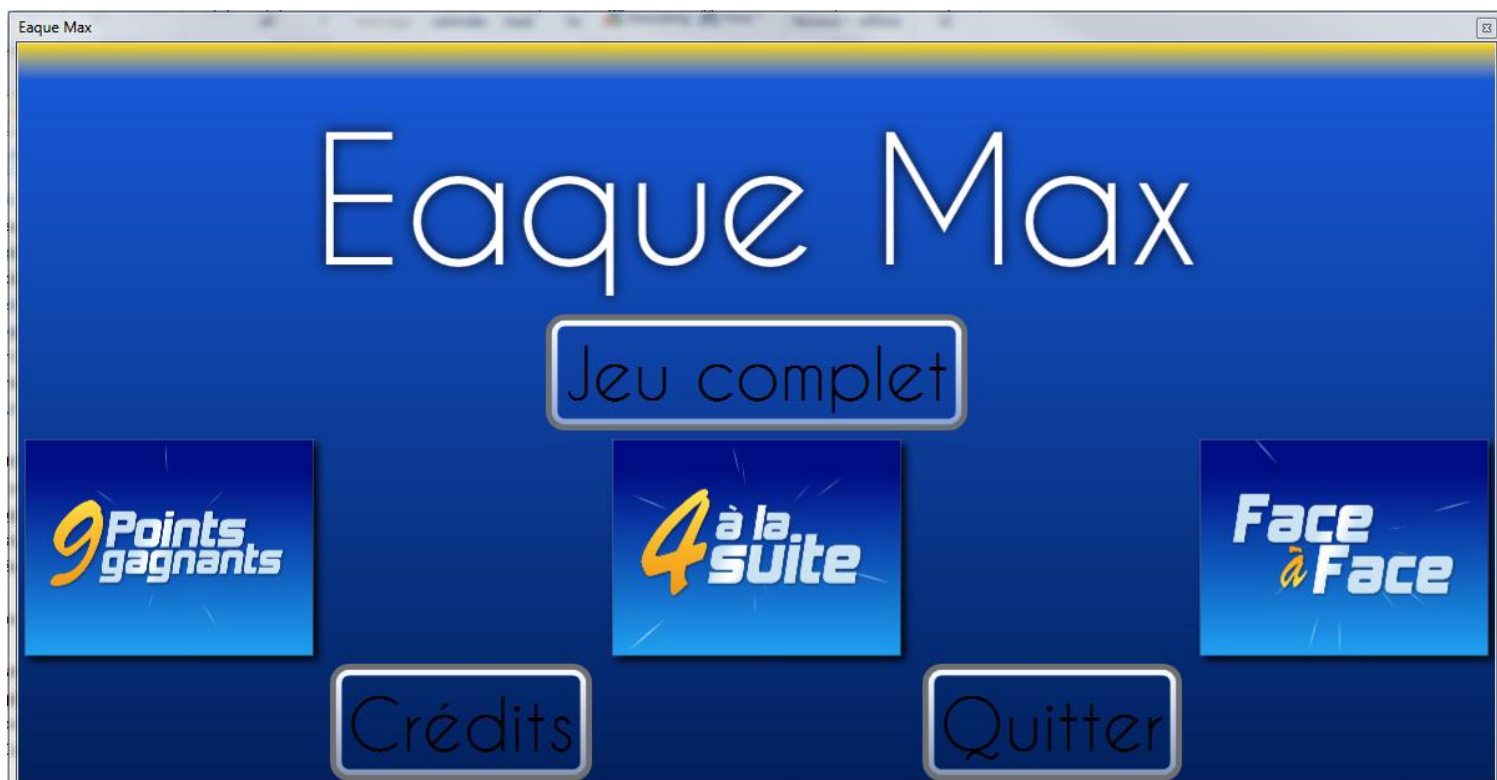 Eaque Max
Eaque Max
Jeu complet
9 Points
gagnants
4 à la
suite
Face
à Face
Crédits
Quitter